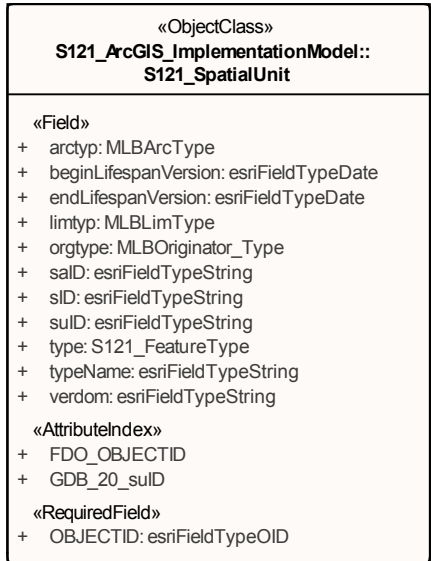 «ObjectClass»
S121_ArcGIS_ImplementationModel::
S121_SpatialUnit
«Field»
+ arctyp: MLBArcType
+ beginLifespanVersion: esriFieldTypeDate
+ endLifespanVersion: esriFieldTypeDate
+ limtyp: MLBLimType
+ orgtype: MLBOriginator_Type
+ saID: esriFieldTypeString
+ sID: esriFieldTypeString
+ suID: esriFieldTypeString
+ type: S121_FeatureType
+ typeName: esriFieldTypeString
+ verdom: esriFieldTypeString
«AttributeIndex»
+ FDO_OBJECTID
+ GDB_20_suID
«RequiredField»
+ OBJECTID: esriFieldTypeOID